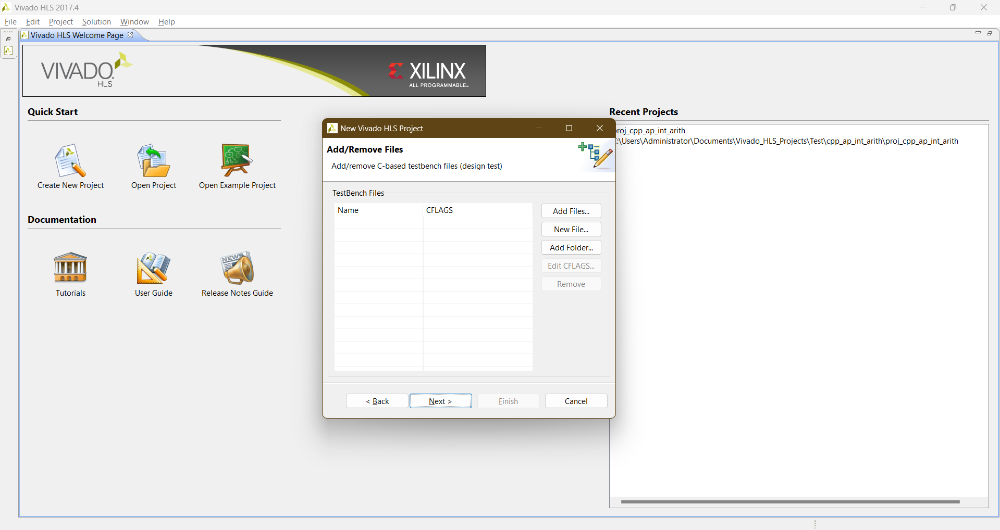 Vivado HLS 2017.4
File Edit Project Solution Window Help
Vivado HLS Welcome Page
VIVADO.
HLS
XILINX
ALL PROGRAMMABLE™
Quick Start
Create New Project
Open Project
Open Example Project
Documentation
Tutorials
User Guide
NEWS
Release Notes Guide
Recent Projects
proj_cpp_ap_int_arith
:\Users\Administrator\Documents\Vivado_HLS_Projects\Test\cpp_ap_int_arith\proj_cpp_ap_int_arith
New Vivado HLS Project
Add/Remove Files
Add/remove C-based testbench files (design test)
TestBench Files
Name CFLAGS
Add Files...
New File...
Add Folder...
Edit CFLAGS...
Remove
< Back Next > Finish Cancel